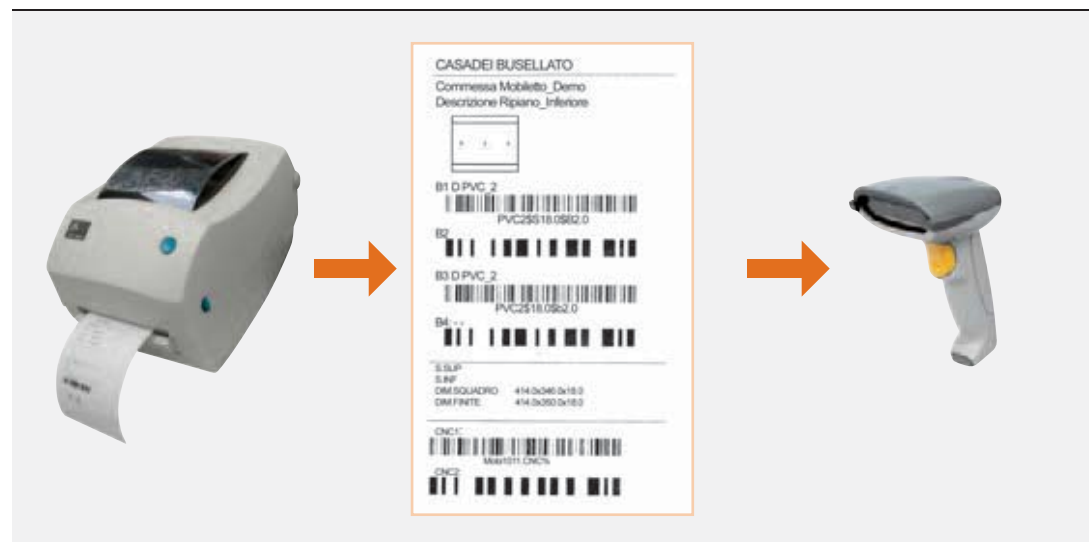 CASADEI BUSELLATO
Commessa Mobiletto_Demo
Descrizione Ripiano_Inferiore
B1 D PVC_2
PVC2$S18.0$B2.0
B2
B3 D PVC_2
PVC2$18.0$b2.0
B4 - -
S.SUP
S.INF
DIM.SQUADRO 414.0x346.0x18.0
DIM.FINITE 414.0x350.0x18.0
CNC1:
CNC2